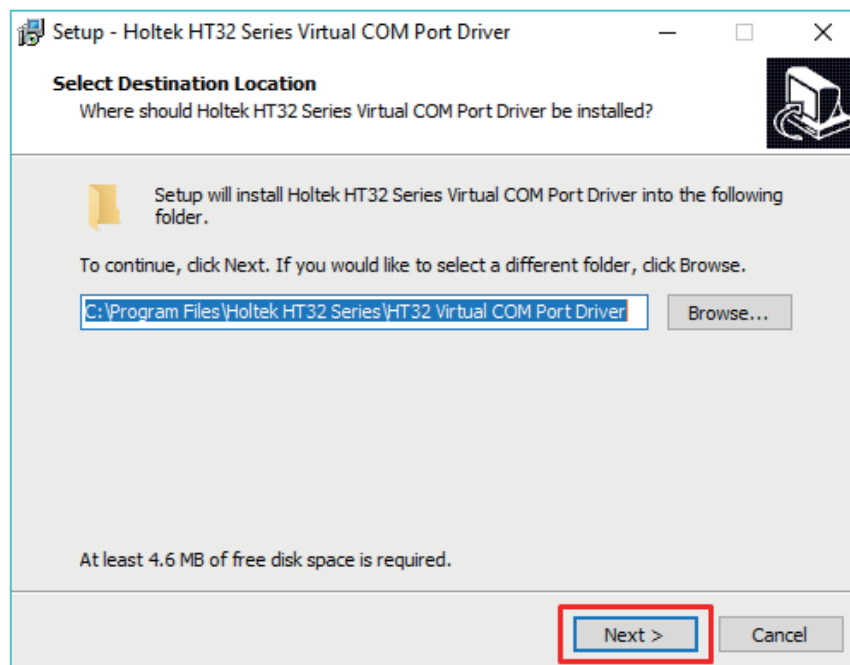 Setup - Holtek HT32 Series Virtual COM Port Driver
Select Destination Location
Where should Holtek HT32 Series Virtual COM Port Driver be installed?
Setup will install Holtek HT32 Series Virtual COM Port Driver into the following
folder.
To continue, click Next. If you would like to select a different folder, click Browse.
C:\Program Files\Holtek HT32 Series\HT32 Virtual COM Port Driver
Browse...
At least 4.6 MB of free disk space is required.
Next >
Cancel